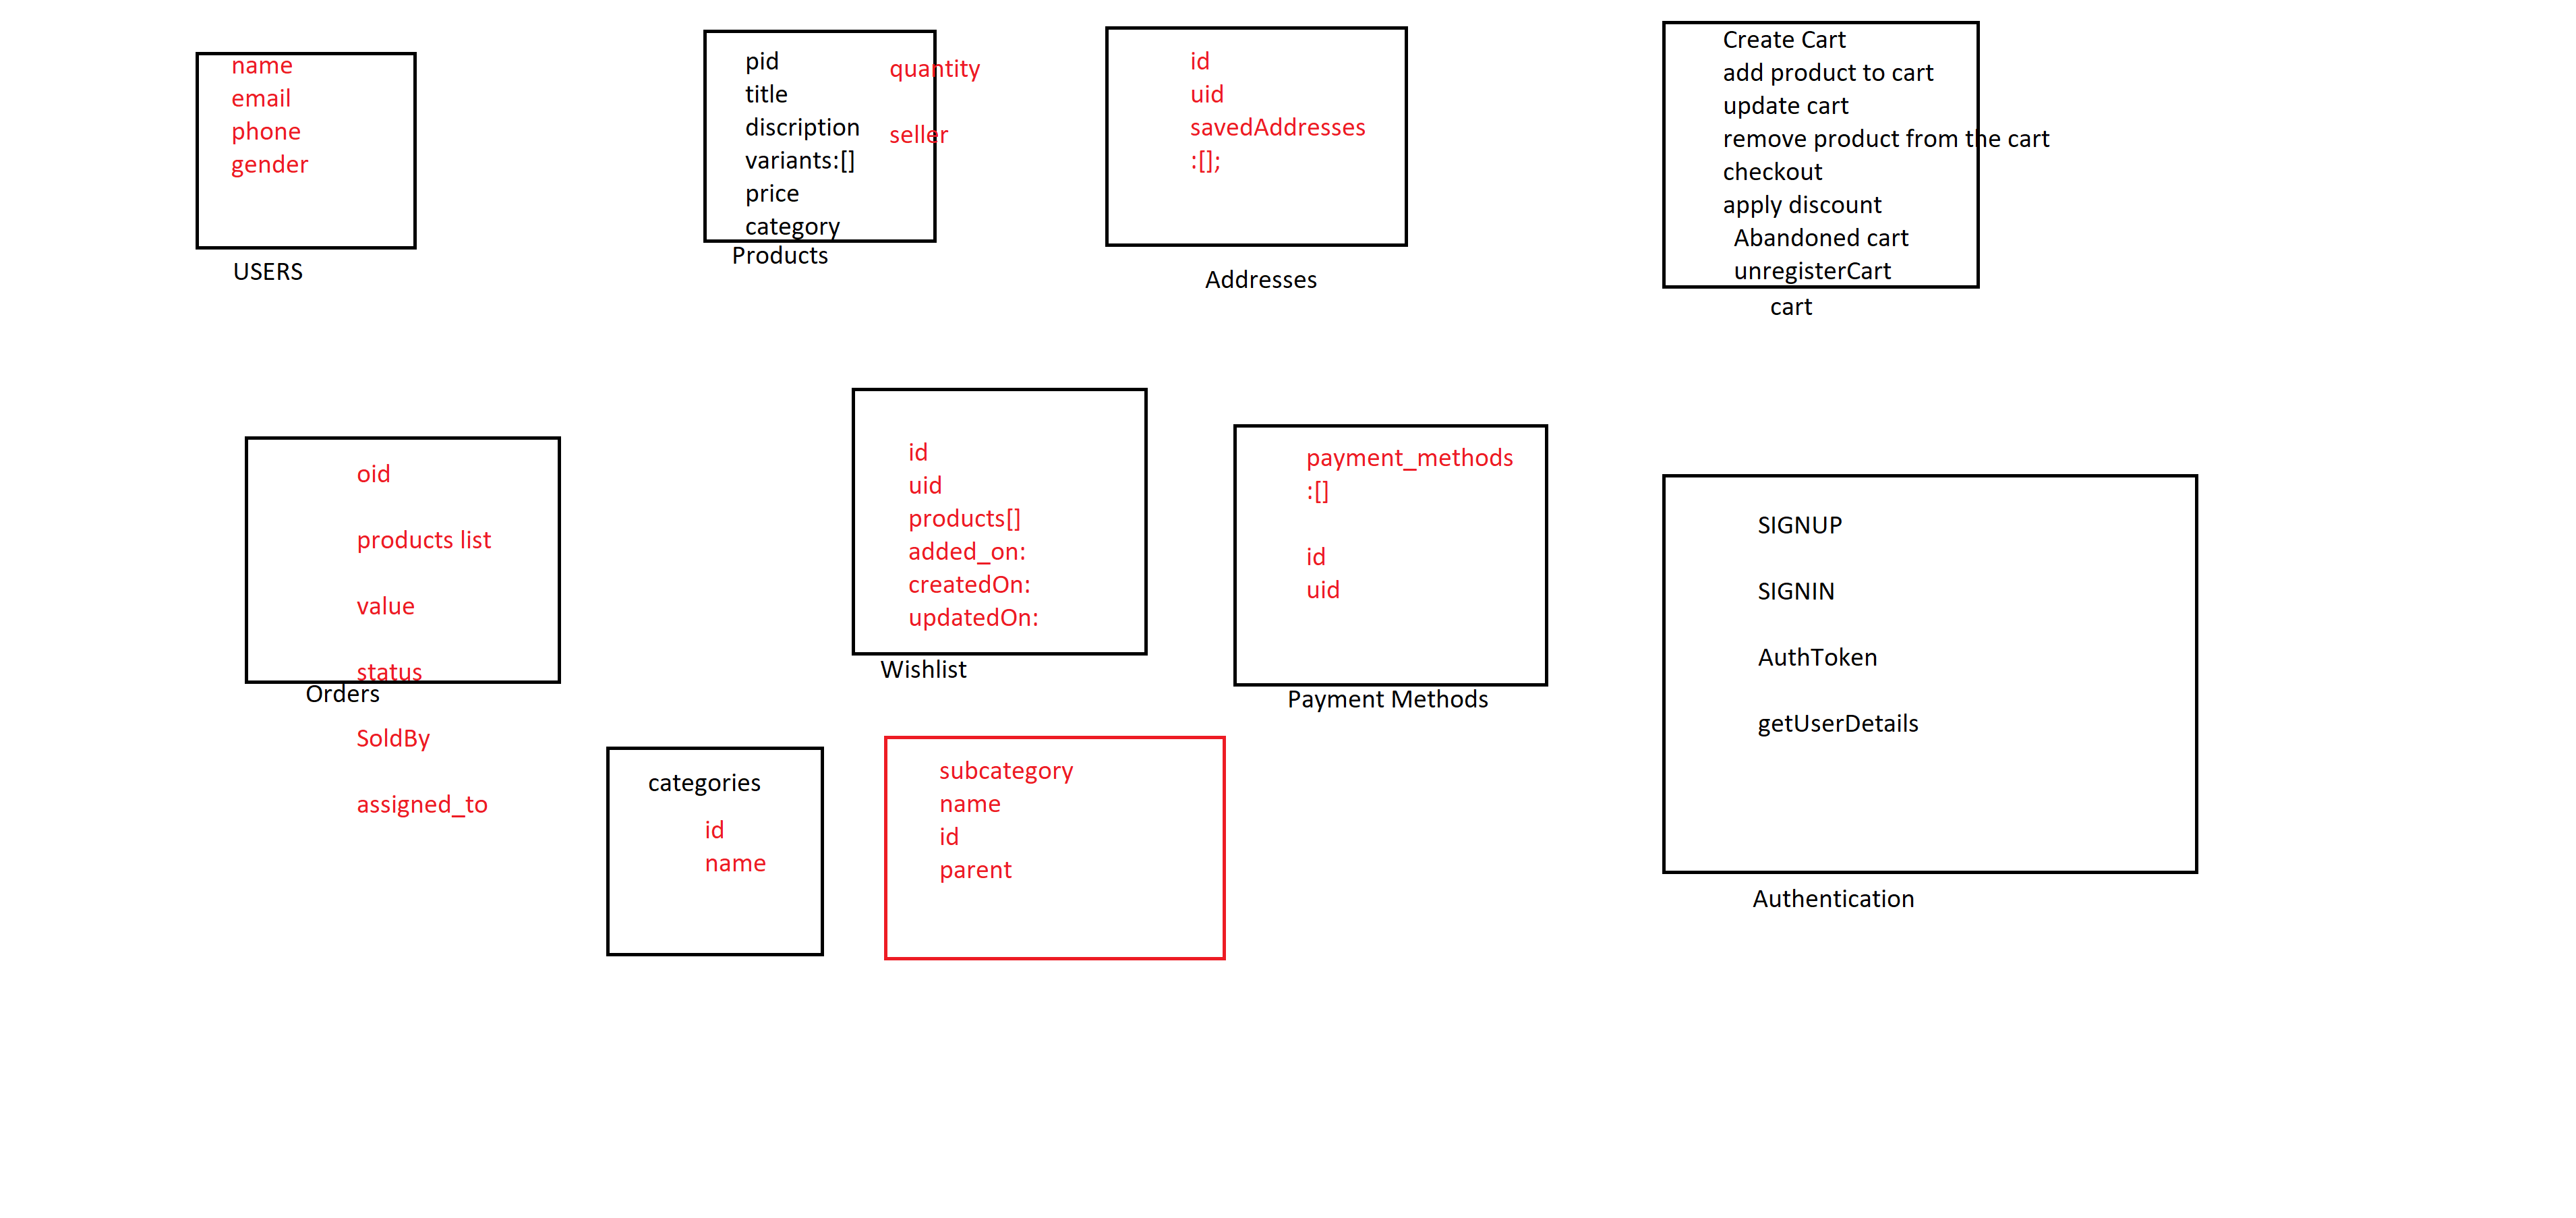 name
email
phone
gender
USERS
pid
title
discription
variants:[]
price
category
quantity
seller
Products
id
uid
savedAddresses
:[];
Addresses
Create Cart
add product to cart
update cart
remove product from the cart
checkout
apply discount
Abandoned cart
unregisterCart
cart
oid
products list
value
status
Orders
SoldBy
assigned_to
id
uid
products[]
added_on:
createdOn:
updatedOn:
Wishlist
payment_methods
:[]
id
uid
Payment Methods
SIGNUP
SIGNIN
AuthToken
getUserDetails
Authentication
categories
id
name
subcategory
name
id
parent